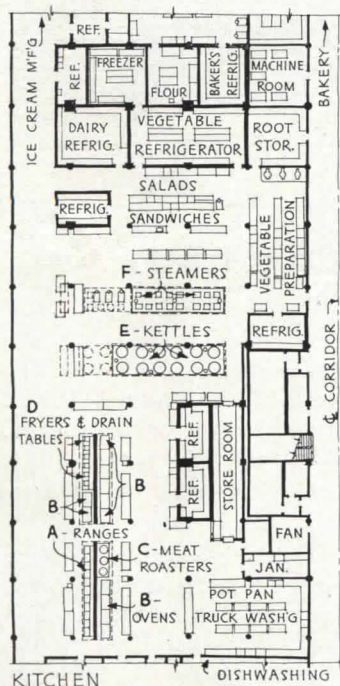 ICE CREAM M'F'G
REF.
REF.
FREEZER
FLOUR
BAKER'S
REFRIG.
MACHINE
ROOM
BAKERY
DAIRY
REFRIG.
VEGETABLE
REFRIGERATOR
ROOT
STOR.
SALADS
REFRIG.
SANDWICHES
VEGETABLE
PREPARATION
F - STEAMERS
E - KETTLES
REFRIG.
℄ CORRIDOR
D
FRYERS & DRAIN
TABLES
B
B
REF.
REF.
STORE ROOM
A - RANGES
C - MEAT
ROASTERS
B -
OVENS
FAN
JAN.
POT PAN
TRUCK WASH'G
KITCHEN
DISHWASHING